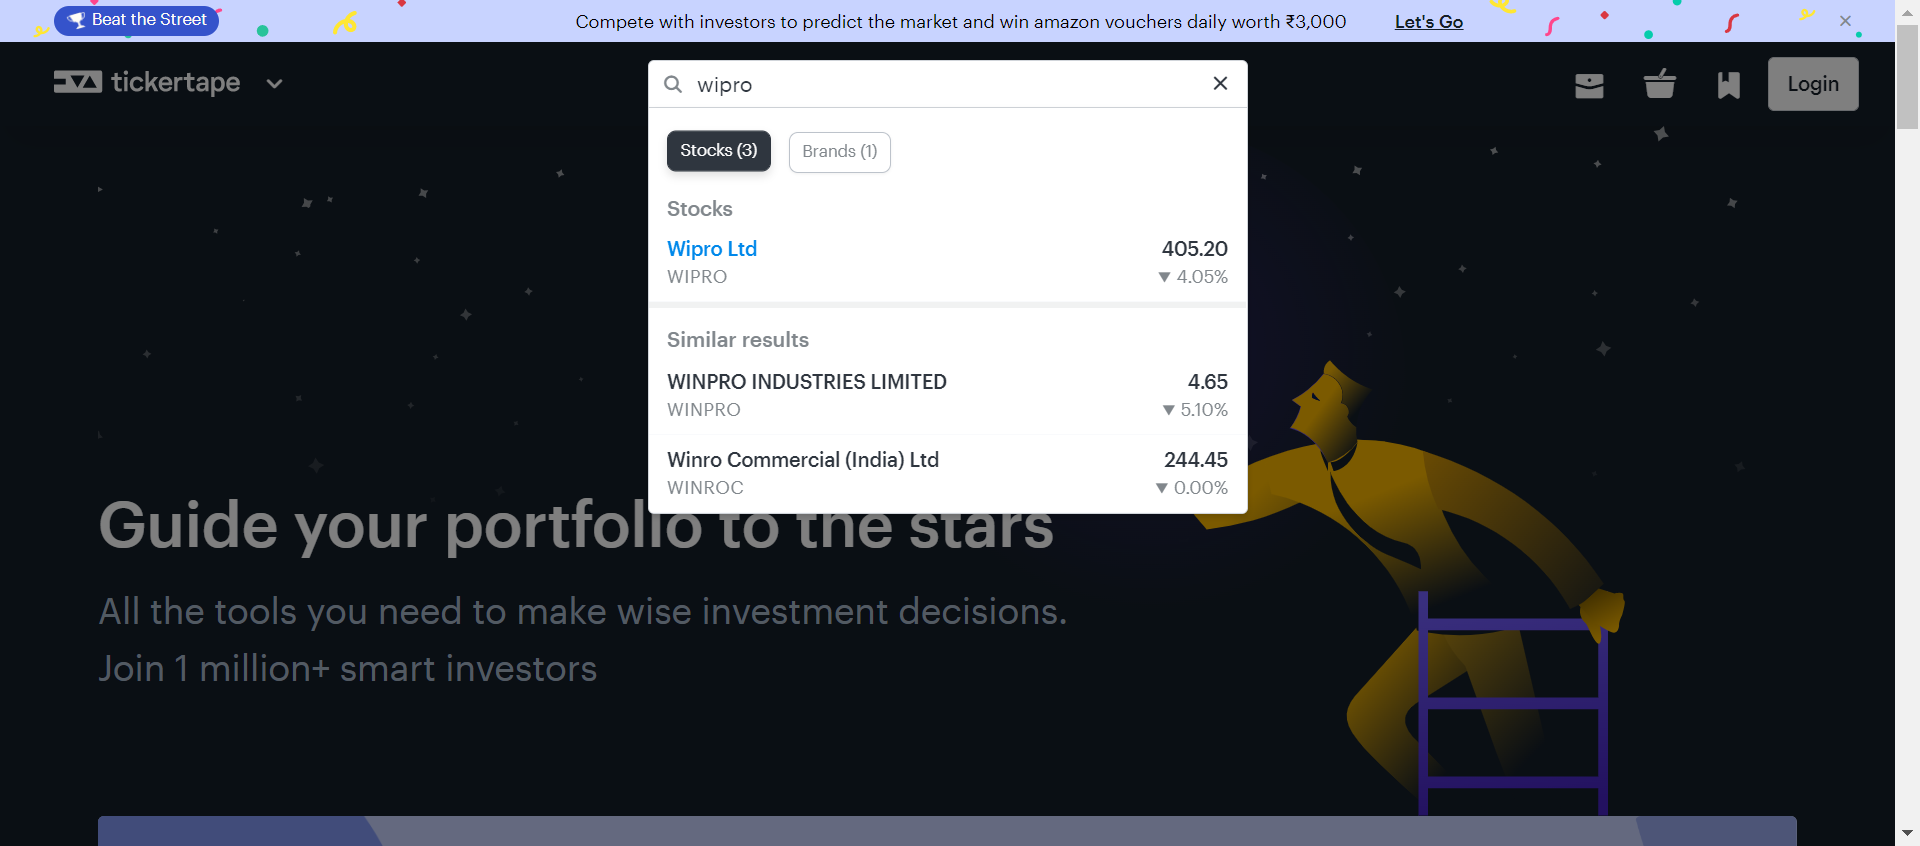 Beat the Street
Compete with investors to predict the market and win amazon vouchers daily worth ₹3,000
Let's Go
tickertape
wipro
Login
Stocks (3)
Brands (1)
Stocks
Wipro Ltd
405.20
WIPRO
▼ 4.05%
Similar results
WINPRO INDUSTRIES LIMITED
4.65
WINPRO
▼ 5.10%
Winro Commercial (India) Ltd
244.45
WINROC
▼ 0.00%
Guide your portfolio to the stars
All the tools you need to make wise investment decisions.
Join 1 million+ smart investors